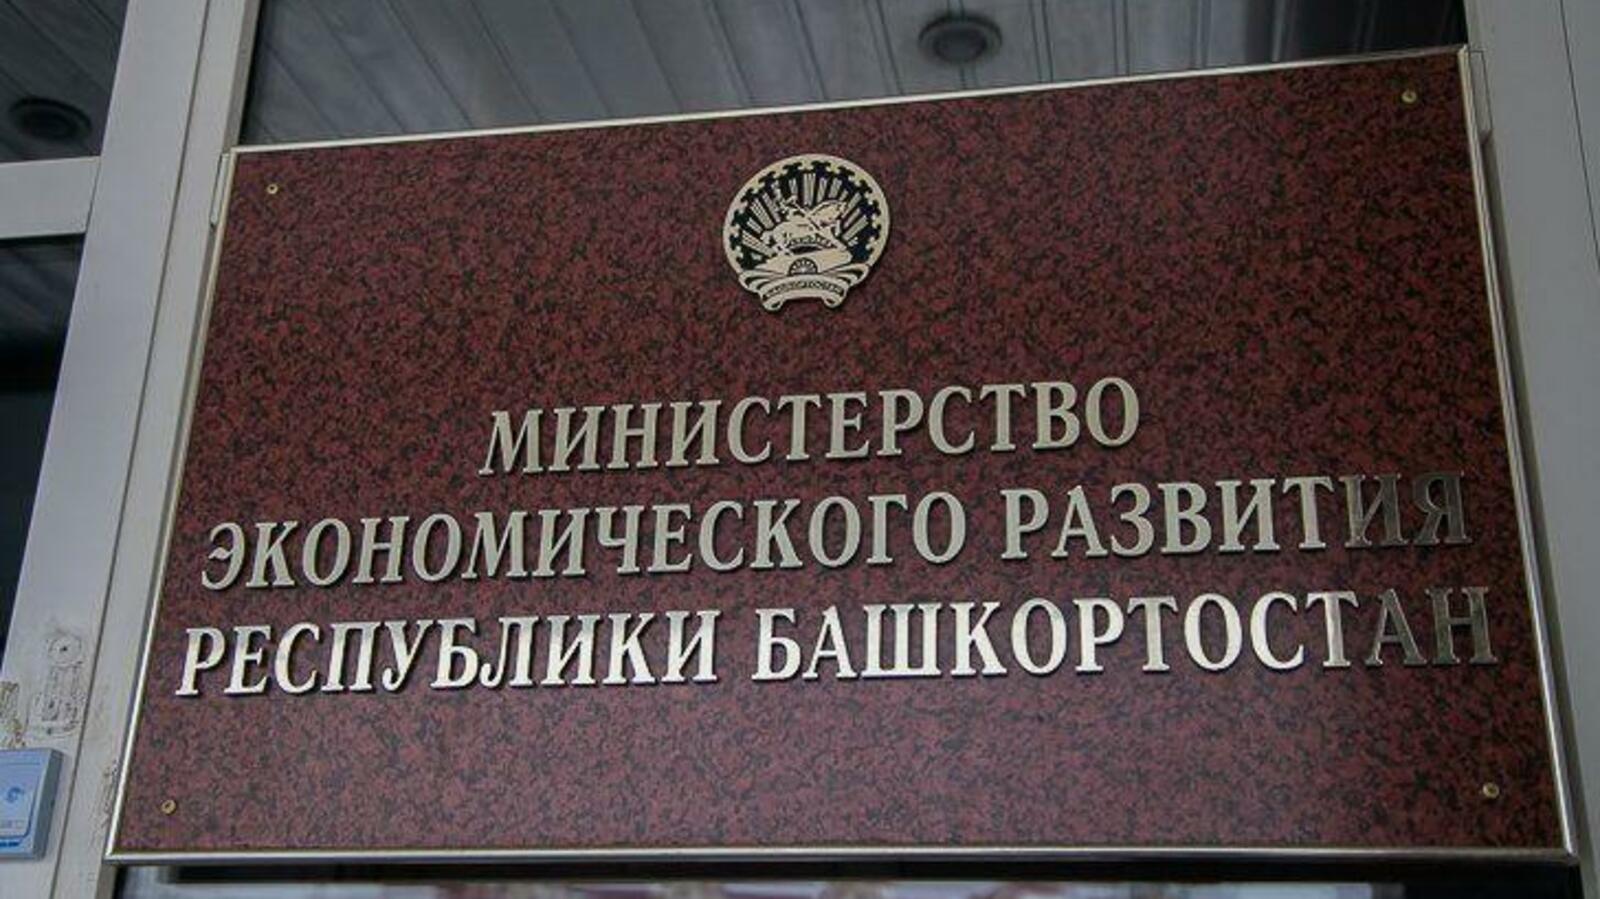 МИНИСТЕРСТВО
ЭКОНОМИЧЕСКОГО РАЗВИТИЯ
РЕСПУБЛИКИ БАШКОРТОСТАН